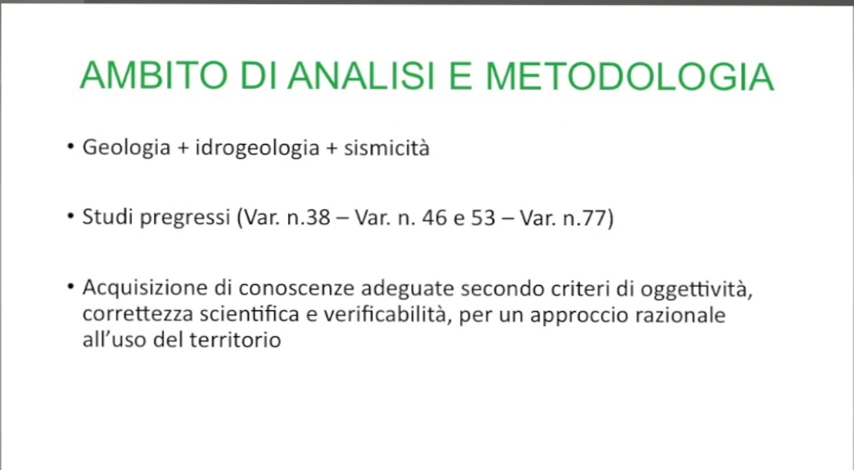 AMBITO DI ANALISI E METODOLOGIA
• Geologia + idrogeologia + sismicità
• Studi pregressi (Var. n.38 – Var. n. 46 e 53 – Var. n.77)
• Acquisizione di conoscenze adeguate secondo criteri di oggettività,
correttezza scientifica e verificabilità, per un approccio razionale
all’uso del territorio